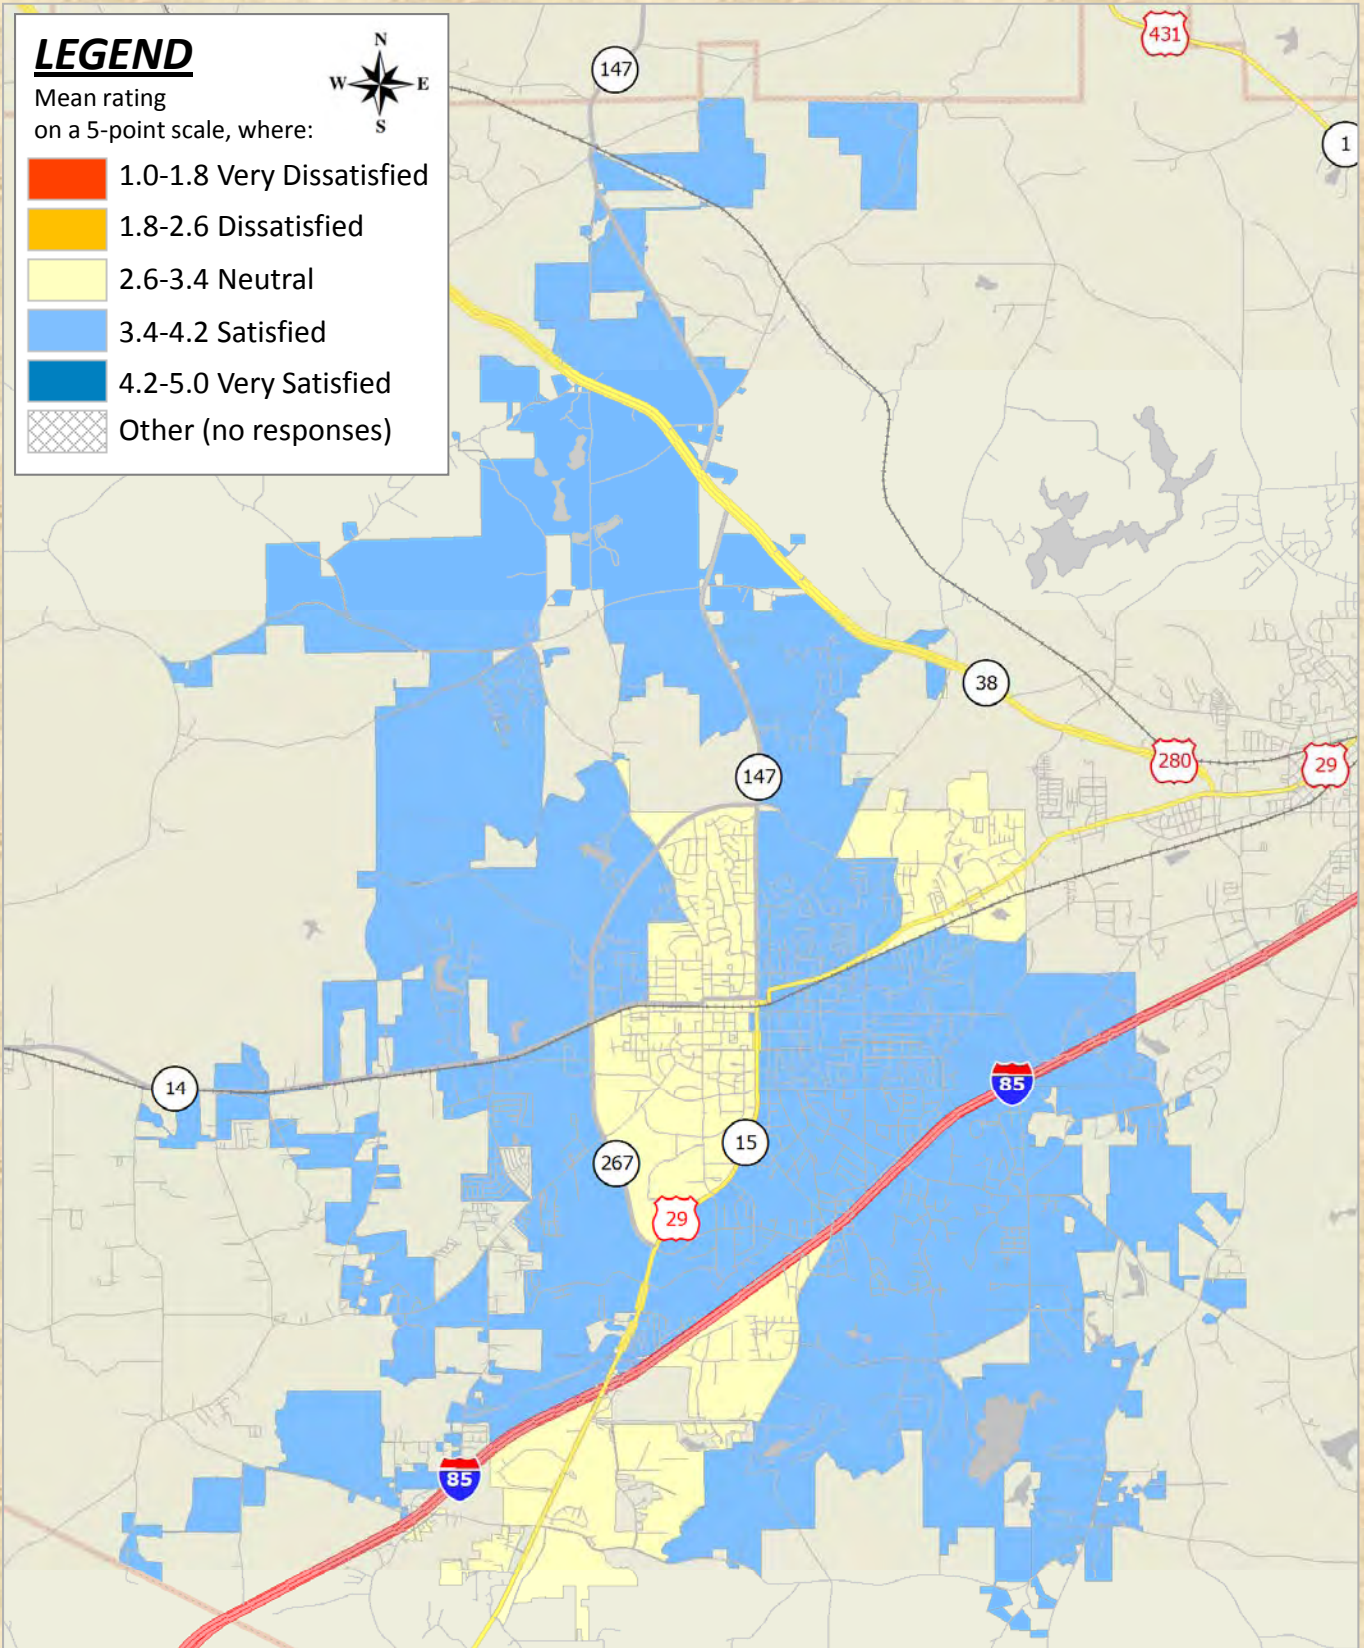 LEGEND
Mean rating
on a 5-point scale, where:
N
W E
S
1.0-1.8 Very Dissatisfied
1.8-2.6 Dissatisfied
2.6-3.4 Neutral
3.4-4.2 Satisfied
4.2-5.0 Very Satisfied
Other (no responses)
147
431
1
38
280
29
147
14
85
15
267
29
85